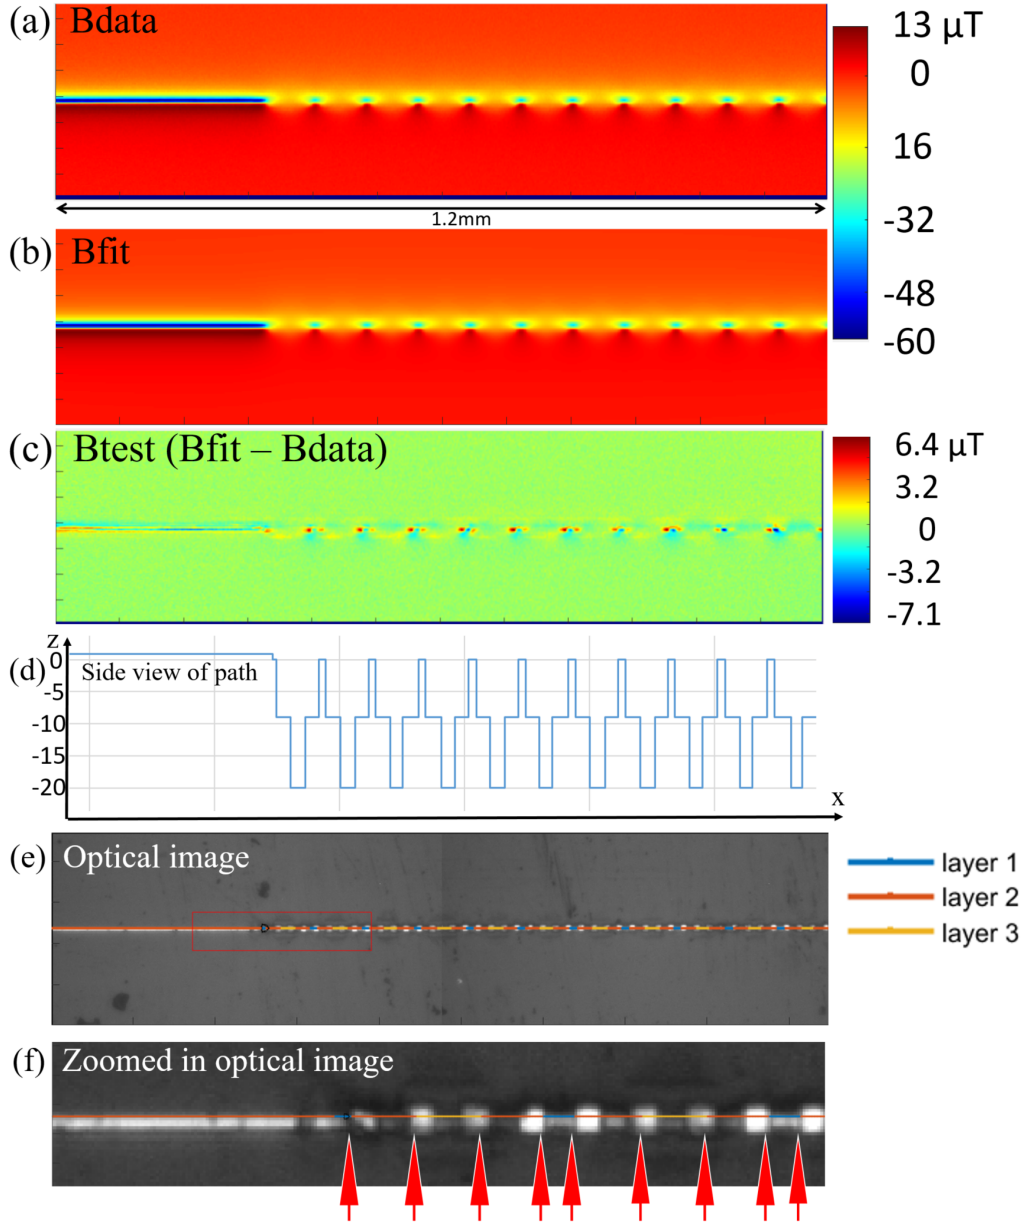 (a) Bdata
13 µT
0
16
-32
-48
-60
1.2mm
(b) Bfit
(c) Btest (Bfit – Bdata)
6.4 µT
3.2
0
-3.2
-7.1
(d) z
Side view of path
0
-5
-10
-15
-20
x
(e) Optical image
layer 1
layer 2
layer 3
(f) Zoomed in optical image